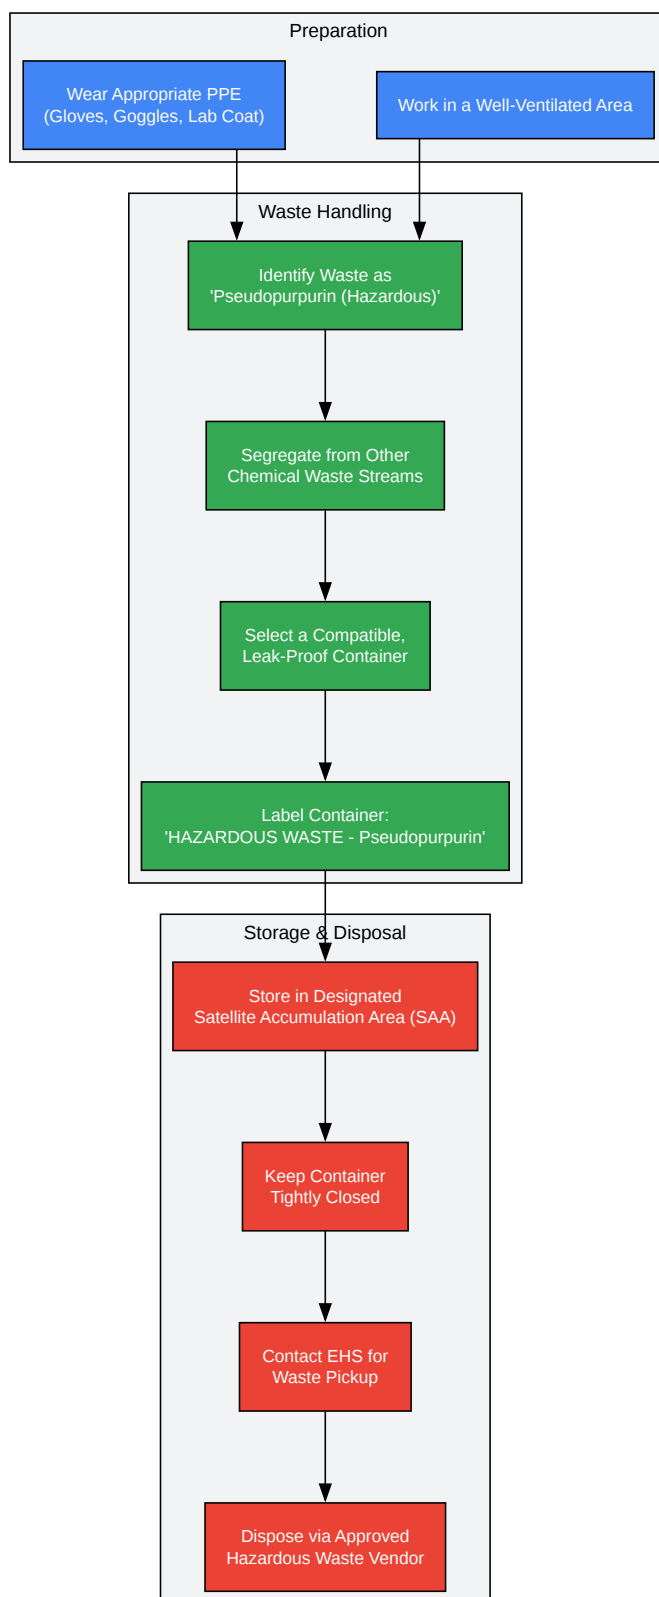 Preparation
Wear Appropriate PPE
(Gloves, Goggles, Lab Coat)
Work in a Well-Ventilated Area
Waste Handling
Identify Waste as
'Pseudopurpurin (Hazardous)'
Segregate from Other
Chemical Waste Streams
Select a Compatible,
Leak-Proof Container
Label Container:
'HAZARDOUS WASTE - Pseudopurpurin'
Storage & Disposal
Store in Designated
Satellite Accumulation Area (SAA)
Keep Container
Tightly Closed
Contact EHS for
Waste Pickup
Dispose via Approved
Hazardous Waste Vendor